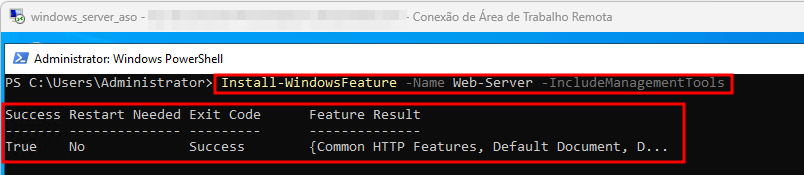 windows_server_aso - - Conexão de Área de Trabalho Remota
Administrator: Windows PowerShell
PS C:\Users\Administrator> Install-WindowsFeature -Name Web-Server -IncludeManagementTools
Success Restart Needed Exit Code      Feature Result
------- -------------- ---------      --------------
True    No             Success        {Common HTTP Features, Default Document, D...